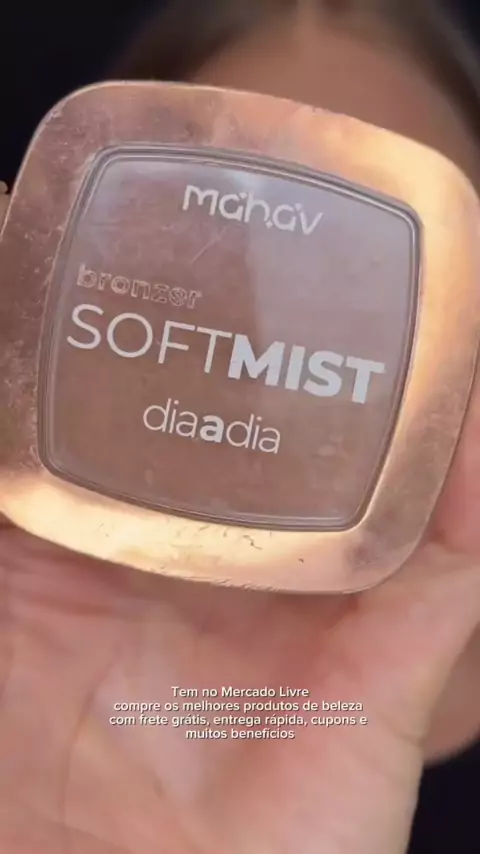 mahav
bronzer
SOFTMIST
diaadia
Tem no Mercado Livre
compre os melhores produtos de beleza
com frete grátis, entrega rápida, cupons e
muitos benefícios